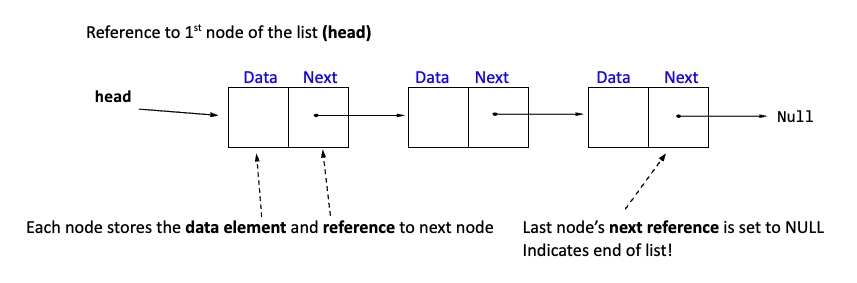 Reference to 1st node of the list (head)
Data Next Data Next Data Next
head
Null
Each node stores the data element and reference to next node
Last node’s next reference is set to NULL
Indicates end of list!